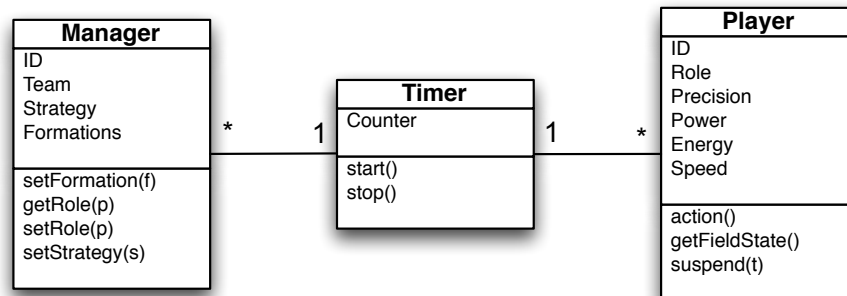 Manager
ID
Team
Strategy
Formations
setFormation(f)
getRole(p)
setRole(p)
setStrategy(s)
* 1
Timer
Counter
start()
stop()
1 *
Player
ID
Role
Precision
Power
Energy
Speed
action()
getFieldState()
suspend(t)